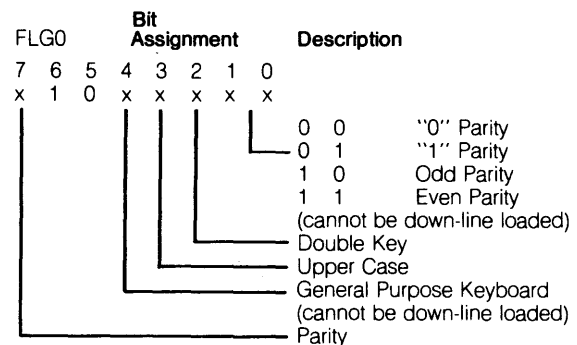 Bit
FLG0 Assignment Description
7 6 5 4 3 2 1 0
x 1 0 x x x x x
0 0 "0" Parity
0 1 "1" Parity
1 0 Odd Parity
1 1 Even Parity
(cannot be down-line loaded)
Double Key
Upper Case
General Purpose Keyboard
(cannot be down-line loaded)
Parity